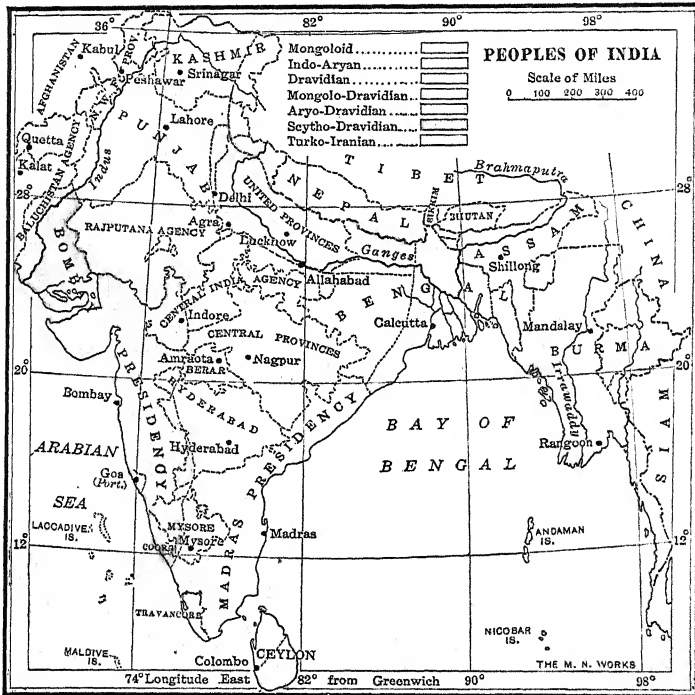 36°
82°
90°
98°
PEOPLES OF INDIA
Scale of Miles
0 100 200 300 400
Mongoloid
Indo-Aryan
Dravidian
Mongolo-Dravidian
Aryo-Dravidian
Scytho-Dravidian
Turko-Iranian
AFGHANISTAN
Kabul
N.W. PROV.
Peshawar
KASHMIR
Srinagar
PUNJAB
Lahore
Quetta
Kalat
BALUCHISTAN AGENCY
Indus
28°
TIBET
Brahmaputra
28°
NEPAL
SIKHIM
BHUTAN
ASSAM
CHINA
Delhi
UNITED PROVINCES
Agra
RAJPUTANA AGENCY
Lucknow
Ganges
Shillong
Allahabad
CENTRAL INDIA AGENCY
BENGAL
Indore
Calcutta
Mandalay
CENTRAL PROVINCES
BURMA
Amraota
BERAR
Nagpur
20°
20°
BOMBAY PRESIDENCY
Bombay
HYDERABAD
Hyderabad
Irrawaddy
Rangoon
SIAM
BAY OF
BENGAL
ARABIAN
SEA
Goa
(Port.)
MADRAS PRESIDENCY
LACCADIVE
IS.
MYSORE
Mysore
COORG
Madras
ANDAMAN
IS.
12°
12°
TRAVANCORE
NICOBAR
IS.
MALDIVE
IS.
Colombo
CEYLON
THE M. N. WORKS
74° Longitude East 82° from Greenwich 90° 98°